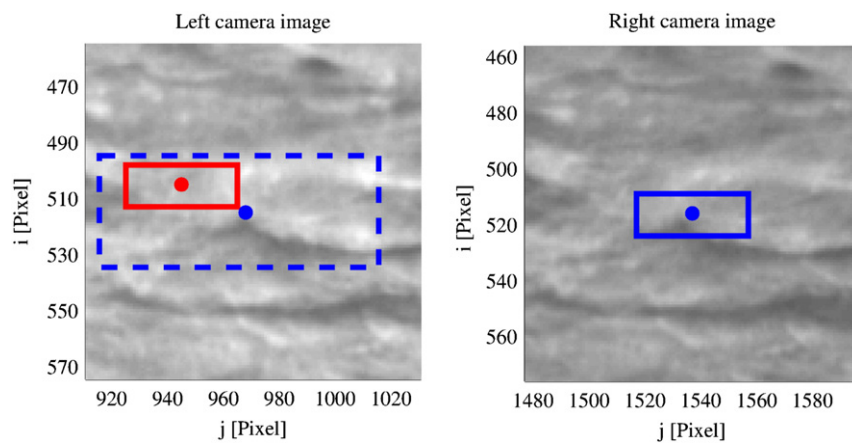 Left camera image
470
490
510
530
550
570
i [Pixel]
920 940 960 980 1000 1020
j [Pixel]
Right camera image
460
480
500
520
540
560
i [Pixel]
1480 1500 1520 1540 1560 1580
j [Pixel]